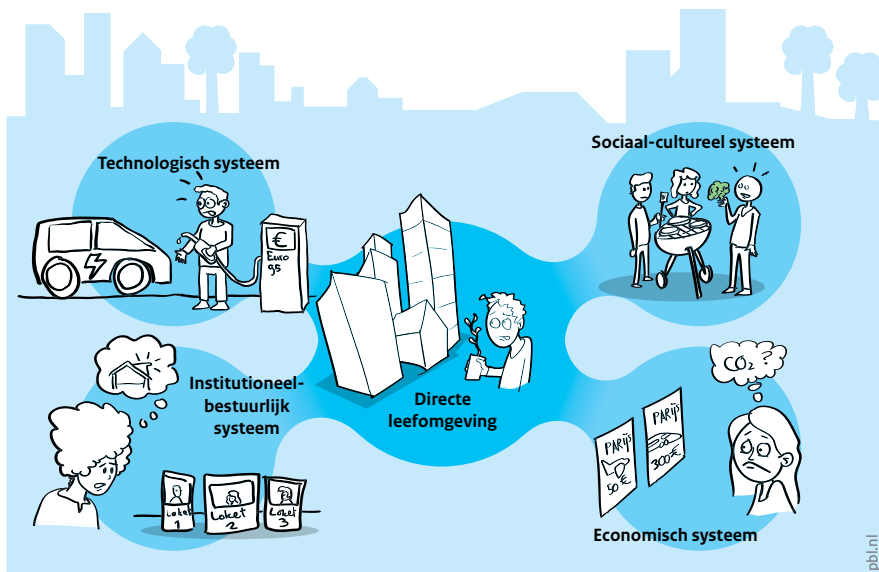 Technologisch systeem
€
Euro
95
Sociaal-cultureel systeem
Institutioneel-
bestuurlijk
systeem
Loket
1
Loket
2
Loket
3
Directe
leefomgeving
CO₂?
PARIJS
50 €
PARIJS
300 €
Economisch systeem
pbl.nl